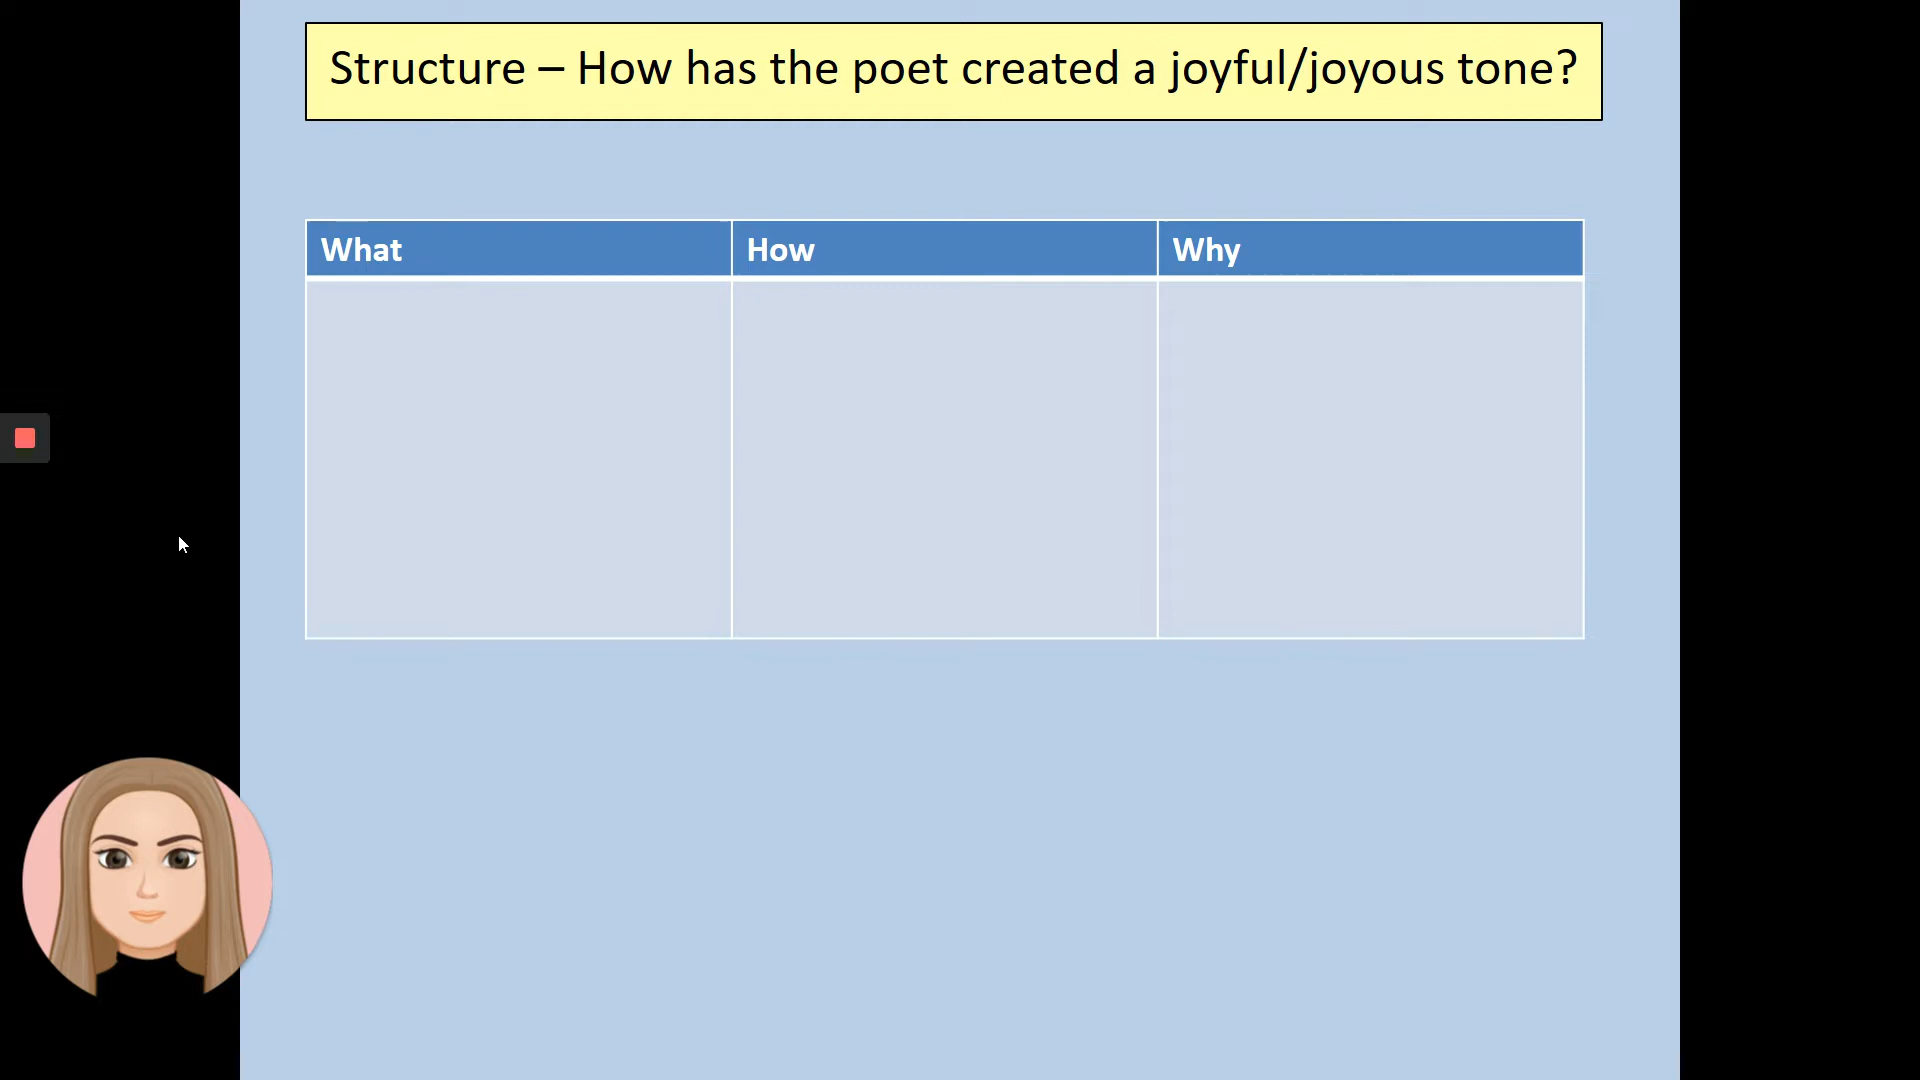 Structure – How has the poet created a joyful/joyous tone?
What
How
Why